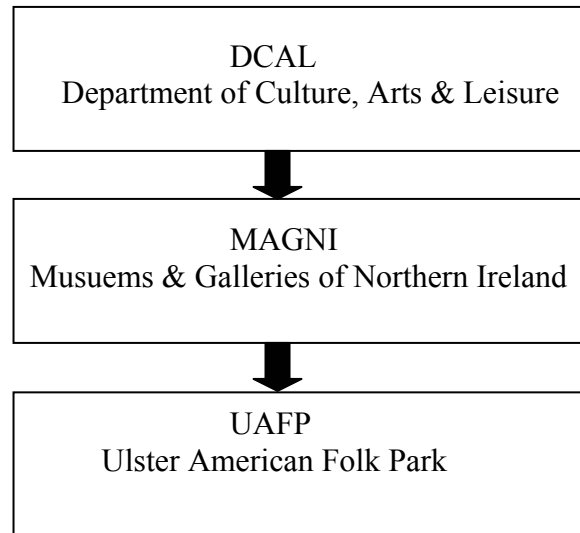 DCAL
Department of Culture, Arts & Leisure
MAGNI
Musuems & Galleries of Northern Ireland
UAFP
Ulster American Folk Park